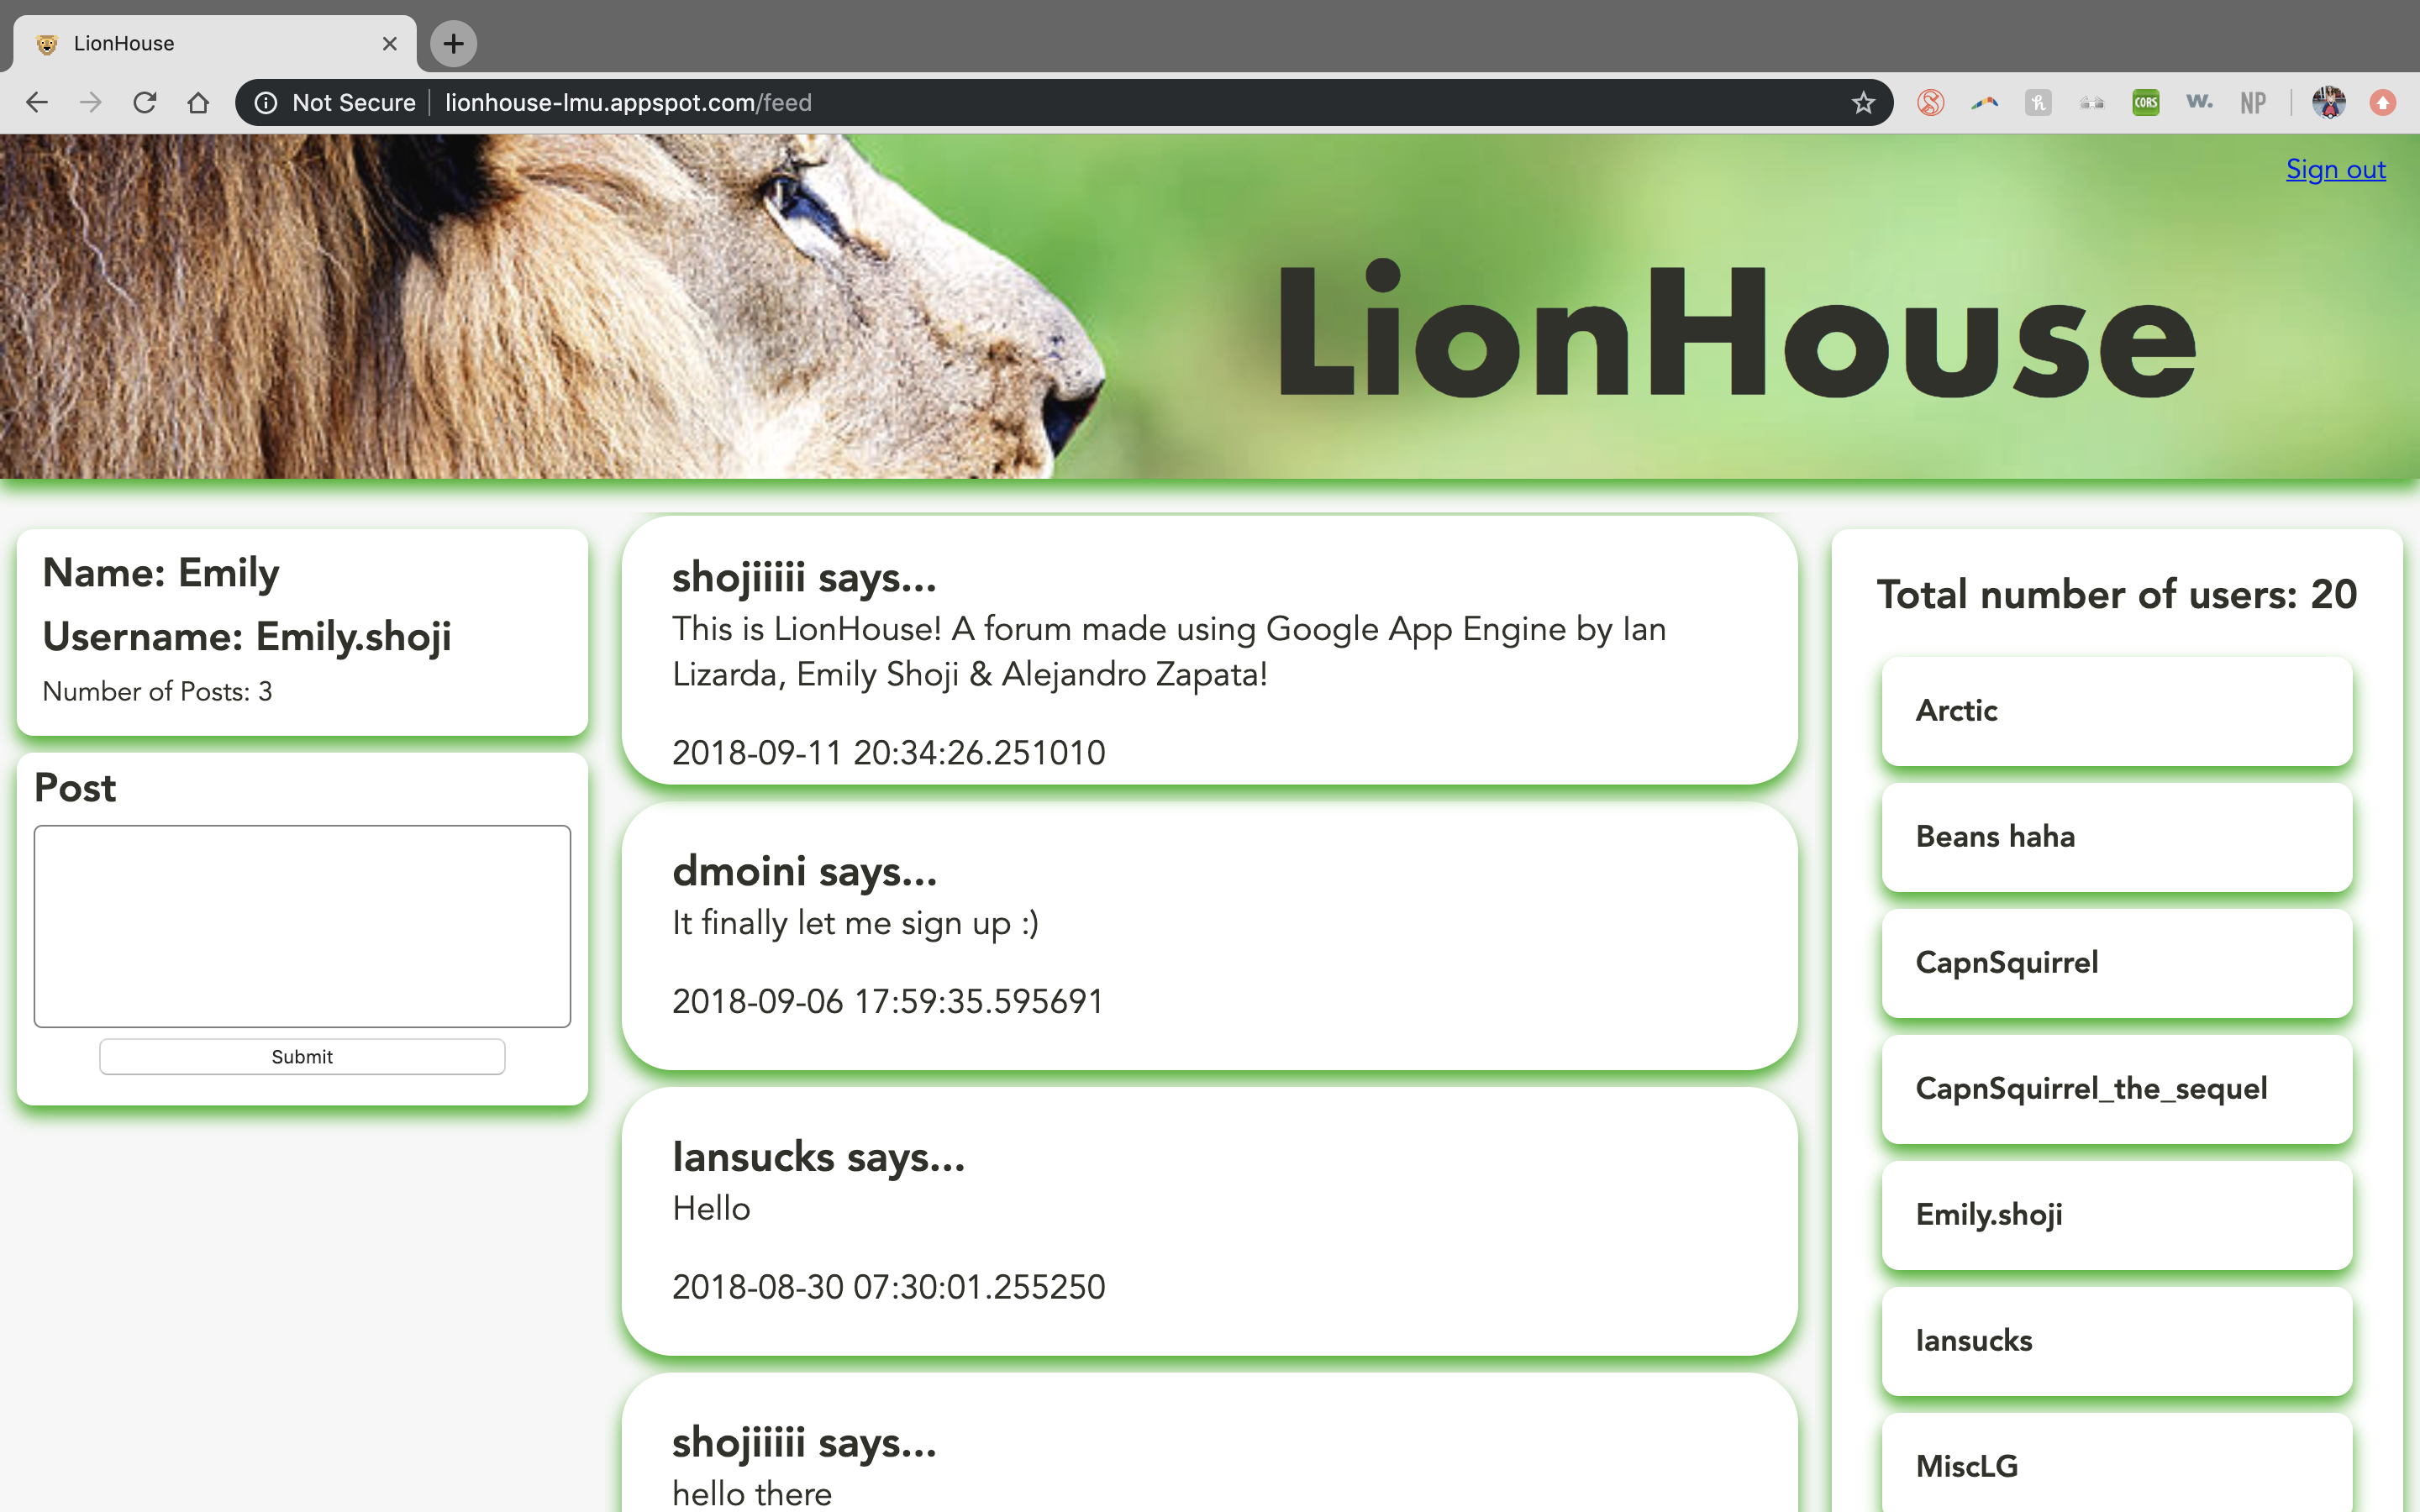 LionHouse
Not Secure
lionhouse-lmu.appspot.com/feed
CORS
w.
NP
Sign out
LionHouse
Name: Emily
Username: Emily.shoji
Number of Posts: 3
Post
Submit
shojiiiii says...
This is LionHouse! A forum made using Google App Engine by Ian
Lizarda, Emily Shoji & Alejandro Zapata!
2018-09-11 20:34:26.251010
dmoini says...
It finally let me sign up :)
2018-09-06 17:59:35.595691
Iansucks says...
Hello
2018-08-30 07:30:01.255250
shojiiiii says...
hello there
Total number of users: 20
Arctic
Beans haha
CapnSquirrel
CapnSquirrel_the_sequel
Emily.shoji
Iansucks
MiscLG